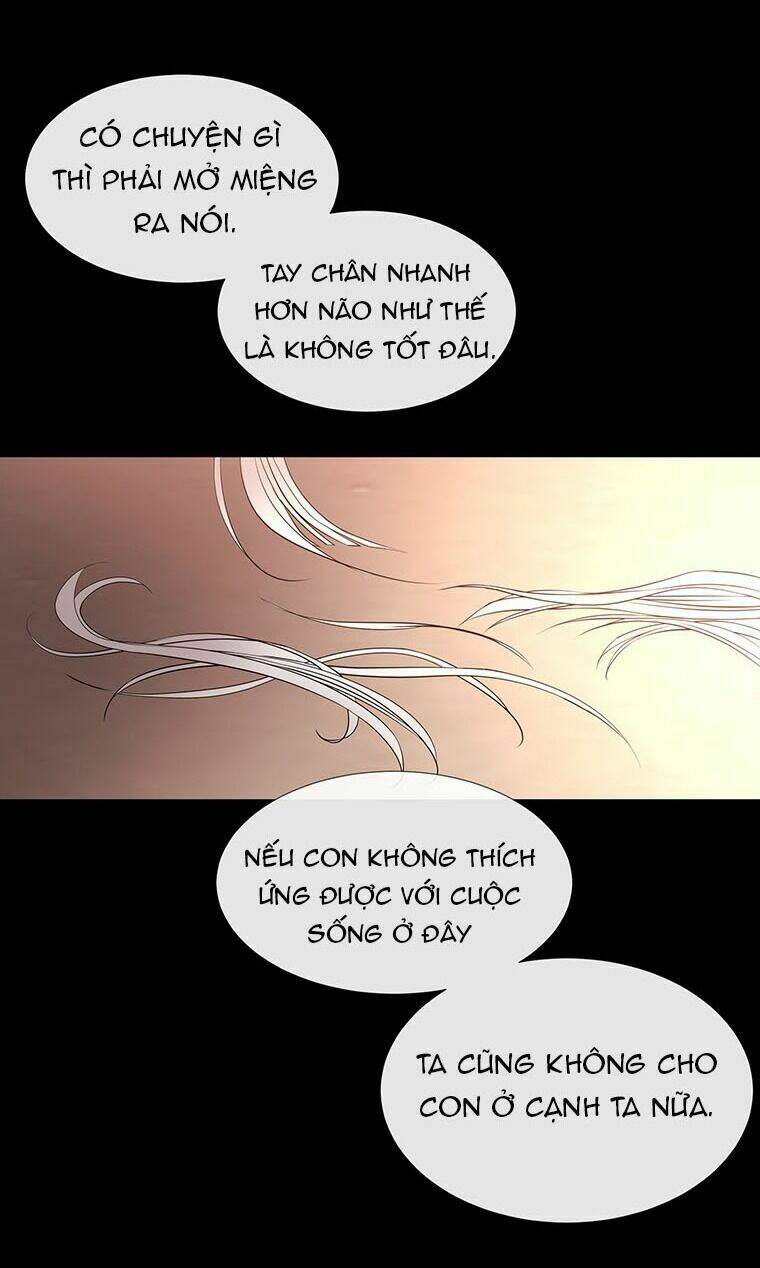 CÓ CHUYỆN GÌ
THÌ PHẢI MỞ MIỆNG
RA NÓI.
TAY CHÂN NHANH
HƠN NÃO NHƯ THẾ
LÀ KHÔNG TỐT ĐÂU.
NẾU CON KHÔNG THÍCH
ỨNG ĐƯỢC VỚI CUỘC
SỐNG Ở ĐÂY
TA CŨNG KHÔNG CHO
CON Ở CẠNH TA NỮA.